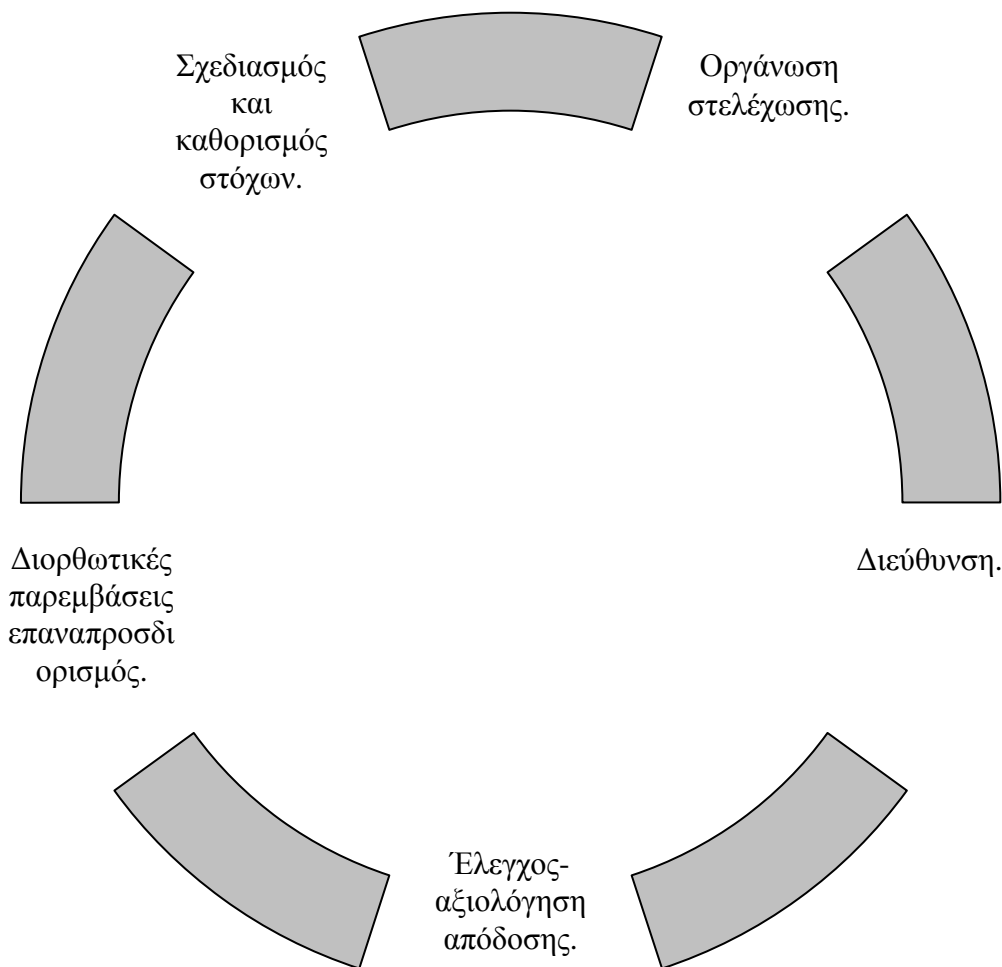 Σχεδιασμός
και
καθορισμός
στόχων.
Οργάνωση
στελέχωσης.
Διεύθυνση.
Έλεγχος-
αξιολόγηση
απόδοσης.
Διορθωτικές
παρεμβάσεις
επαναπροσδι
ορισμός.